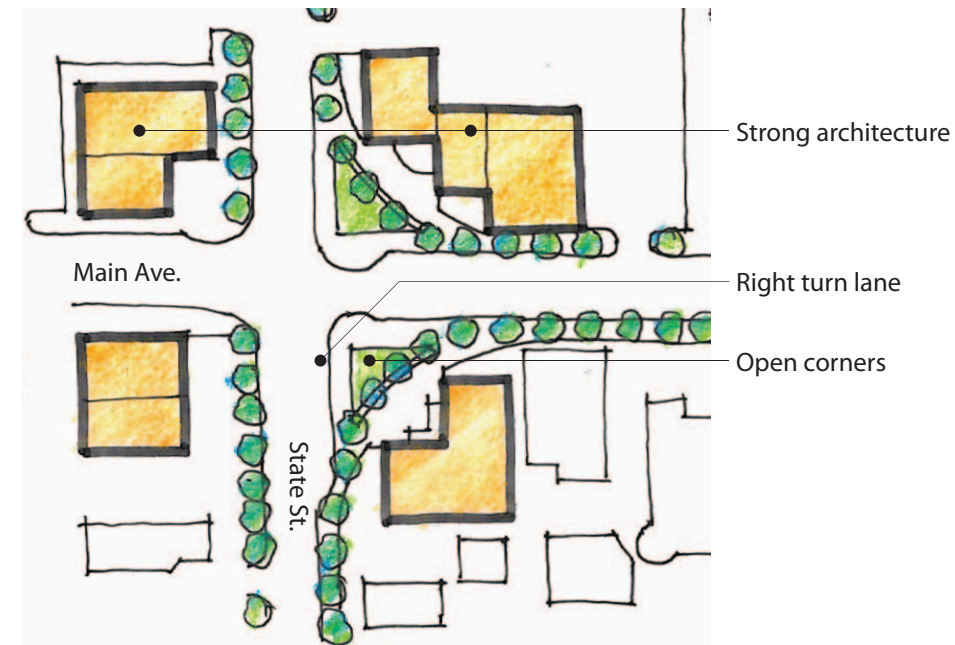 Strong architecture
Main Ave.
Right turn lane
Open corners
State St.